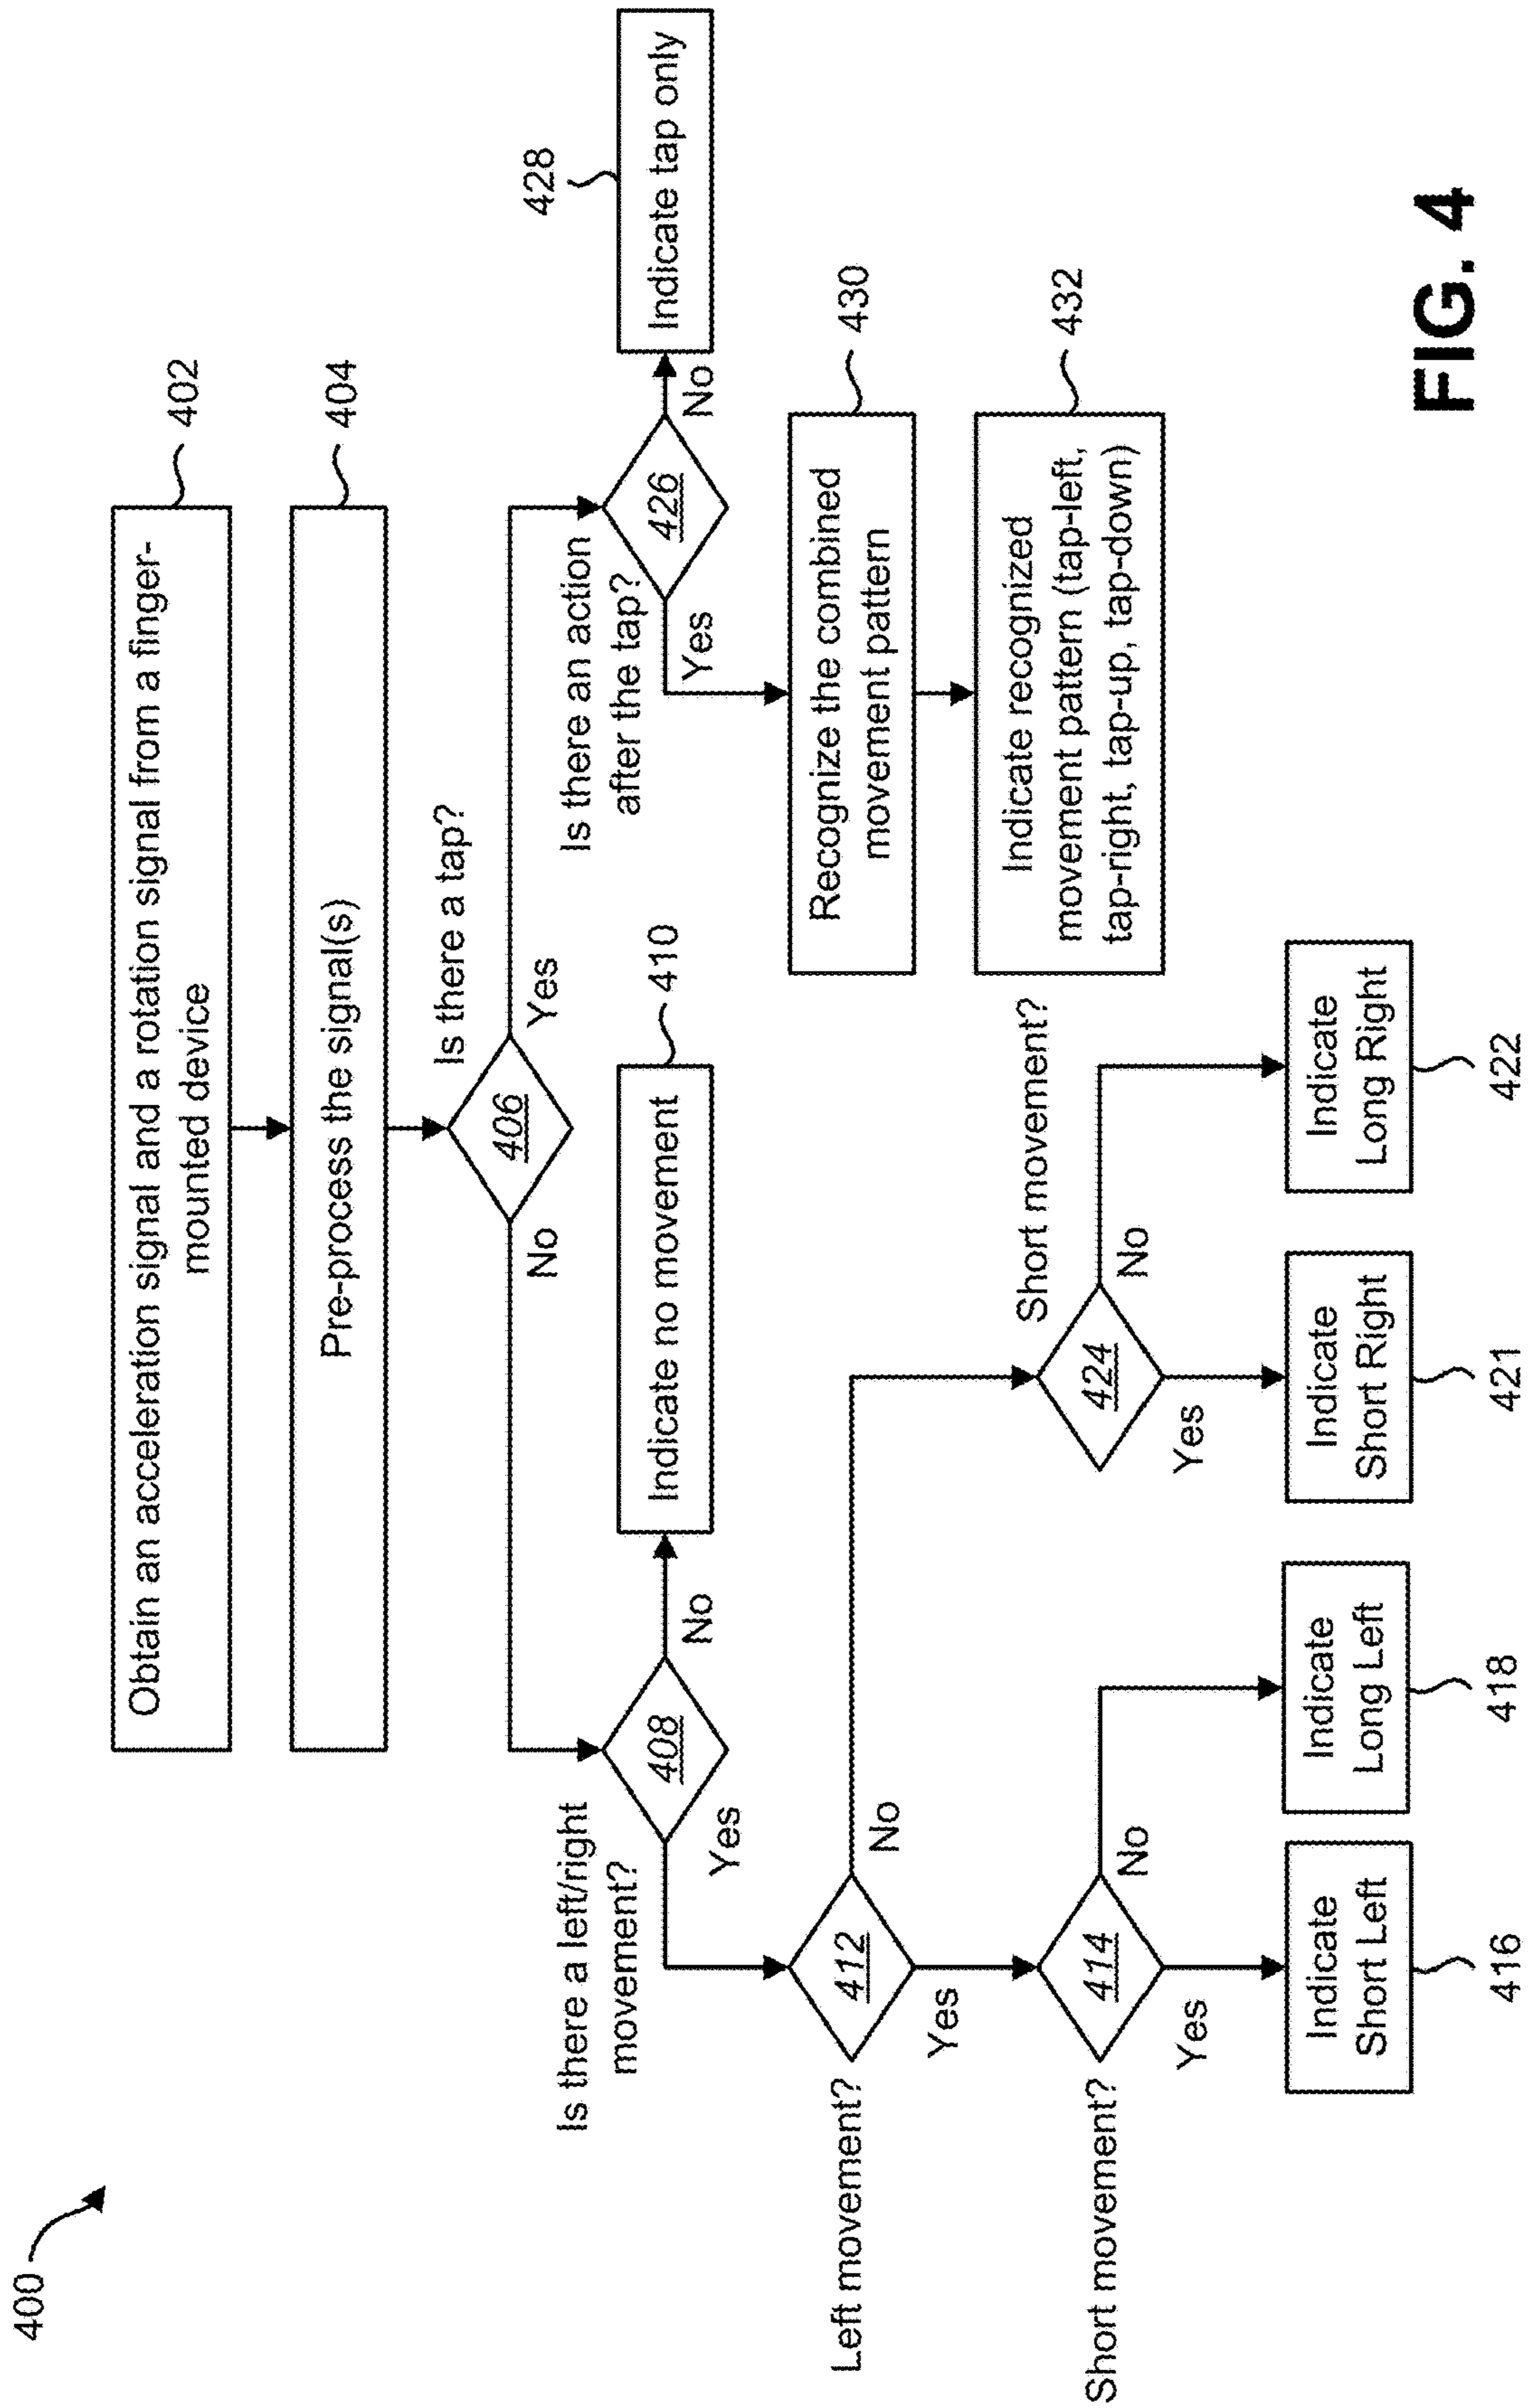 400
Obtain an acceleration signal and a rotation signal from a finger-
mounted device
402
Pre-process the signal(s)
404
Is there a tap?
406
No
Yes
Is there a left/right
movement?
408
No
Yes
Indicate no movement
410
Is there an action
after the tap?
426
No
Yes
Indicate tap only
428
Left movement?
412
No
Yes
Recognize the combined
movement pattern
430
Short movement?
414
No
Yes
Short movement?
424
No
Yes
Indicate recognized
movement pattern (tap-left,
tap-right, tap-up, tap-down)
432
Indicate
Short Left
416
Indicate
Long Left
418
Indicate
Short Right
421
Indicate
Long Right
422
FIG. 4